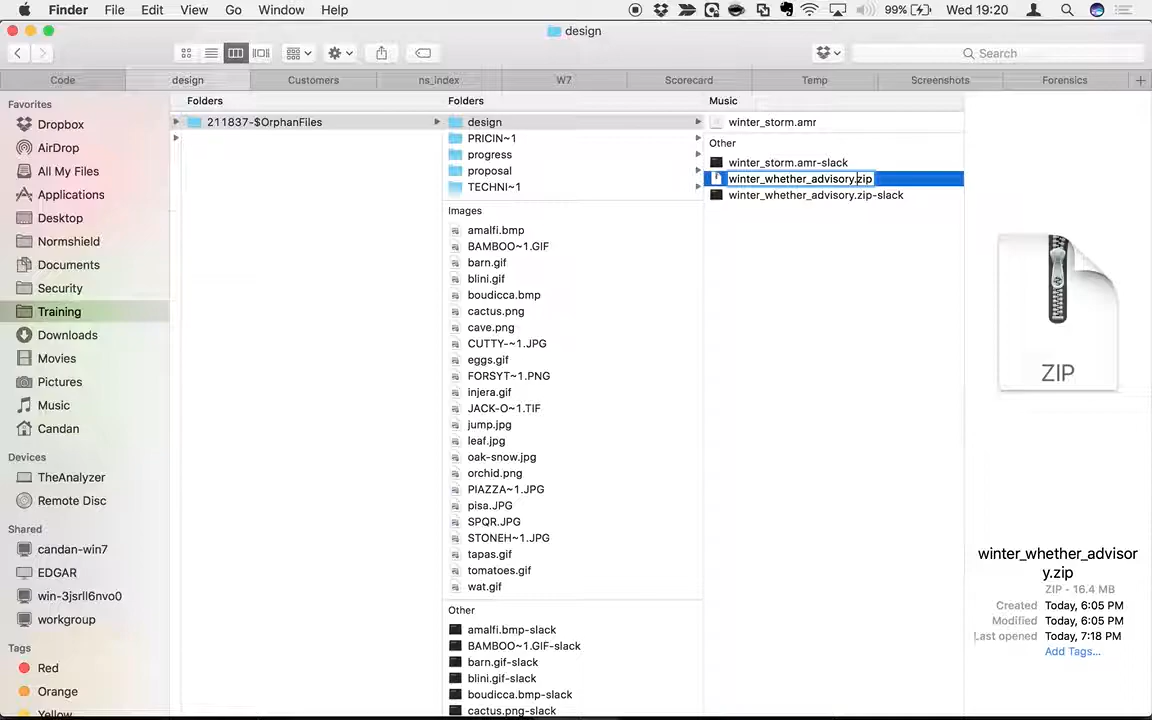 Finder File Edit View Go Window Help 99% Wed 19:20
design
Search
Code design Customers ns_index W7 Scorecard Temp Screenshots Forensics +
Favorites
Dropbox
AirDrop
All My Files
Applications
Desktop
Normshield
Documents
Security
Training
Downloads
Movies
Pictures
Music
Candan
Devices
TheAnalyzer
Remote Disc
Shared
candan-win7
EDGAR
win-3jsrll6nvo0
workgroup
Tags
Red
Orange
Yellow
Folders
211837-$OrphanFiles
Folders
design
PRICIN~1
progress
proposal
TECHNI~1
Images
amalfi.bmp
BAMBOO~1.GIF
barn.gif
blini.gif
boudicca.bmp
cactus.png
cave.png
CUTTY-~1.JPG
eggs.gif
FORSYT~1.PNG
injera.gif
JACK-O~1.TIF
jump.jpg
leaf.jpg
oak-snow.jpg
orchid.png
PIAZZA~1.JPG
pisa.JPG
SPQR.JPG
STONEH~1.JPG
tapas.gif
tomatoes.gif
wat.gif
Other
amalfi.bmp-slack
BAMBOO~1.GIF-slack
barn.gif-slack
blini.gif-slack
boudicca.bmp-slack
cactus.png-slack
Music
winter_storm.amr
Other
winter_storm.amr-slack
winter_whether_advisory.zip
winter_whether_advisory.zip-slack
ZIP
winter_whether_advisor
y.zip
ZIP - 16.4 MB
Created Today, 6:05 PM
Modified Today, 6:05 PM
Last opened Today, 7:18 PM
Add Tags...